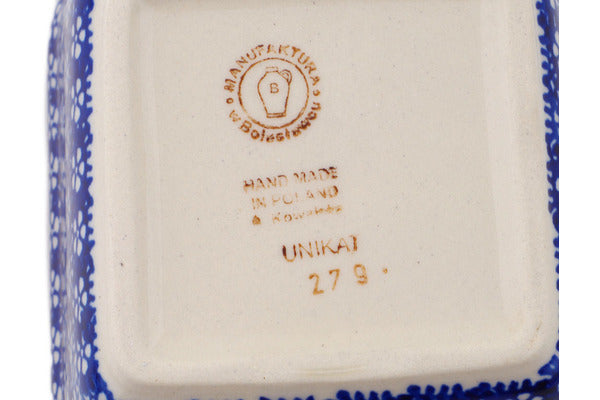 MANUFAKTURA
w Bolesławcu
B
HAND MADE
IN POLAND
UNIKAT
279.